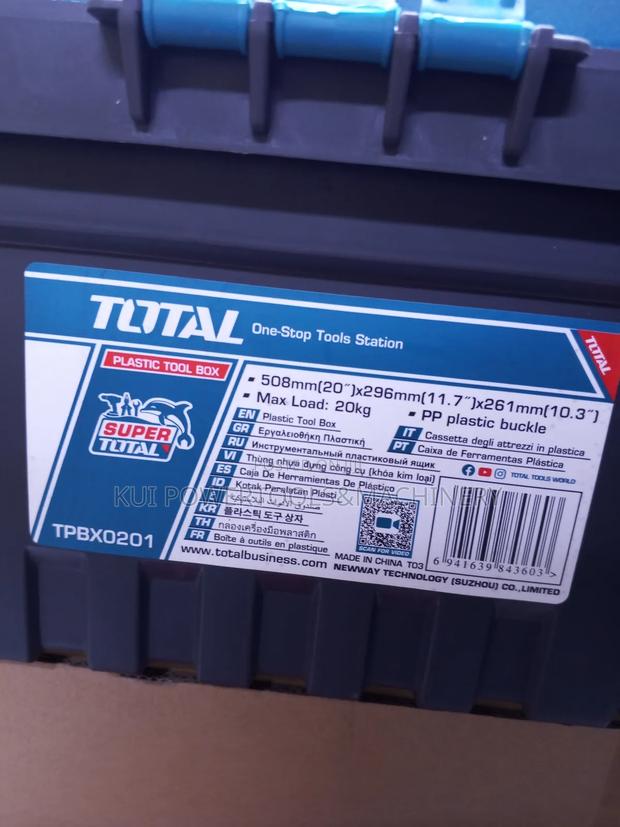 TOTAL One-Stop Tools Station
TOTAL
PLASTIC TOOL BOX
SUPER
TOTAL
TPBX0201
• 508mm(20″)x296mm(11.7″)x261mm(10.3″)
• Max Load: 20kg • PP plastic buckle
EN Plastic Tool Box
GR Εργαλειοθήκη Πλαστική
RU Инструментальный пластиковый ящик
VI Thùng nhựa đựng công cụ (khóa kim loại)
ES Caja De Herramientas De Plástico
ID Kotak Peralatan Plastik
KR 플라스틱 도구 상자
TH กล่องเครื่องมือพลาสติก
FR Boîte à outils en plastique
IT Cassetta degli attrezzi in plastica
PT Caixa de Ferramentas Plástica
TOTAL TOOLS WORLD
SCAN FOR VIDEO
6 941639 843603 >
www.totalbusiness.com MADE IN CHINA T03
NEWWAY TECHNOLOGY (SUZHOU) CO.,LIMITED
KUI POWERTOOLS&MACHINERY